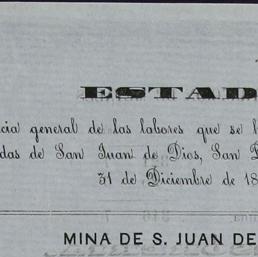 ESTAD
cia general de las labores que se h
das de San Juan de Dios, San
31 de Diciembre de 18
MINA DE S. JUAN DE